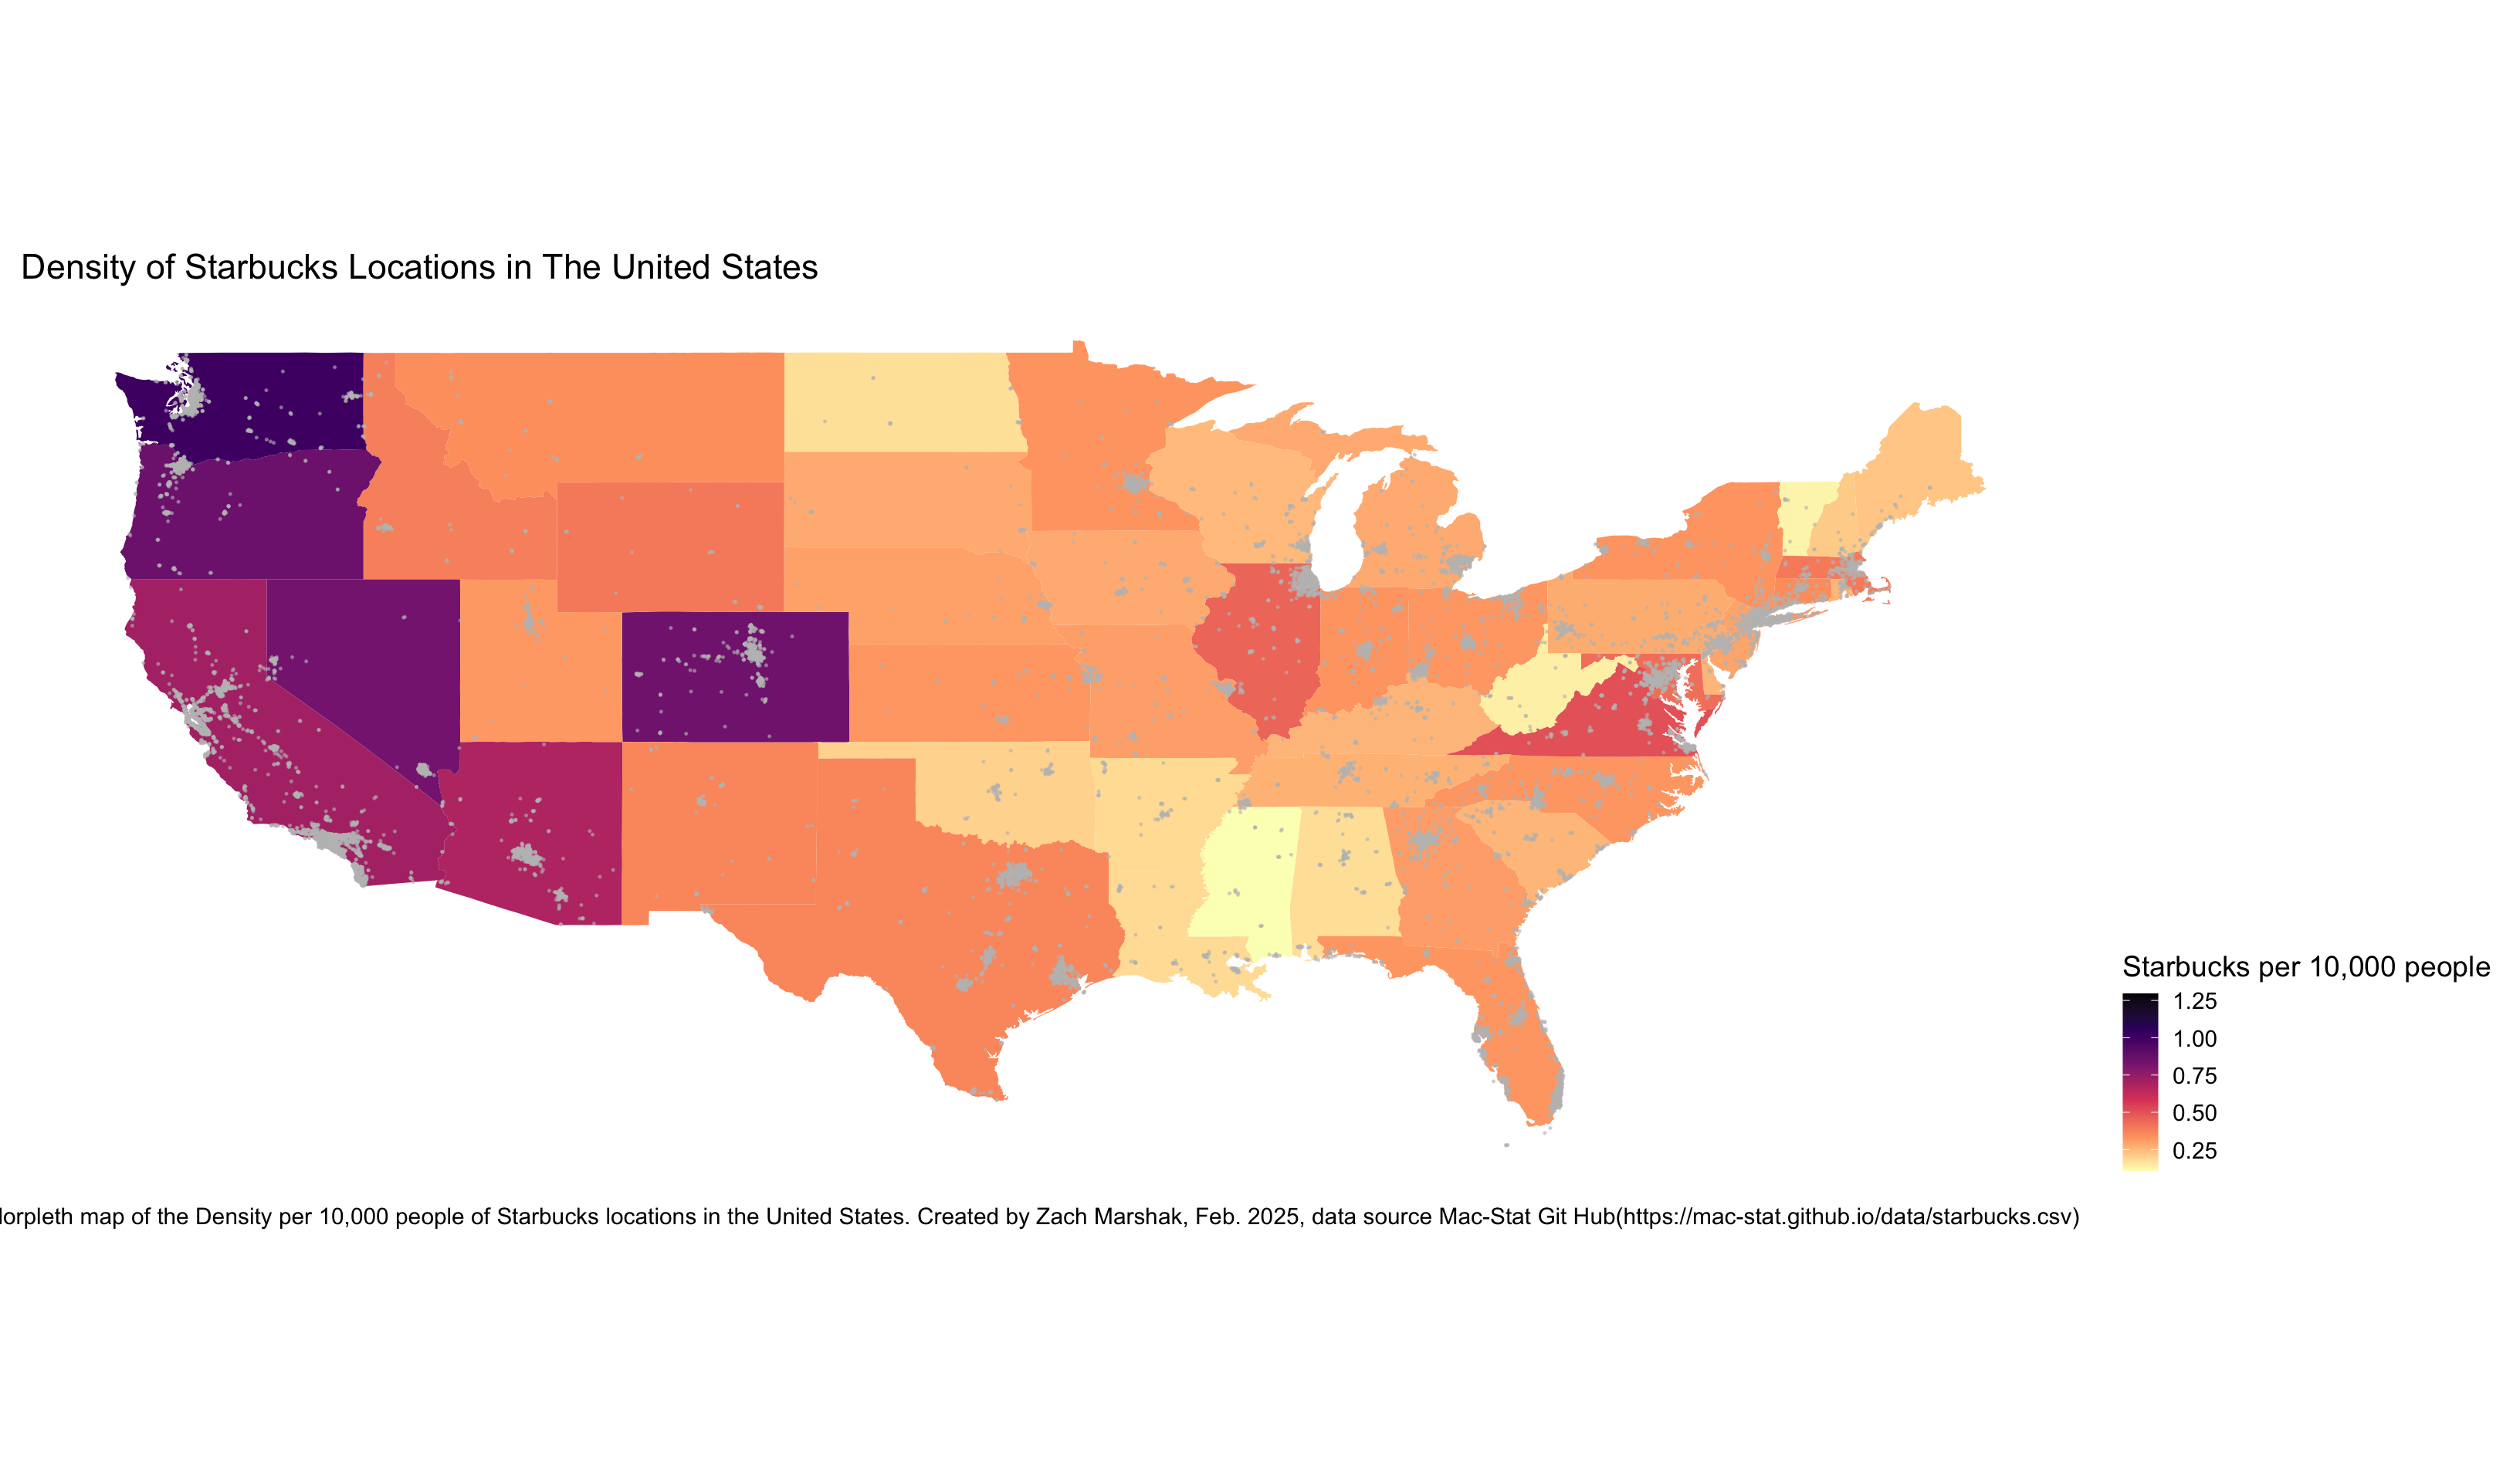 Density of Starbucks Locations in The United States
Starbucks per 10,000 people
1.25
1.00
0.75
0.50
0.25
map of the Density per 10,000 people of Starbucks locations in the United States. Created by Zach Marshak, Feb. 2025, data source Mac-Stat Git Hub(https://mac-stat.github.io/data/starbucks.csv)